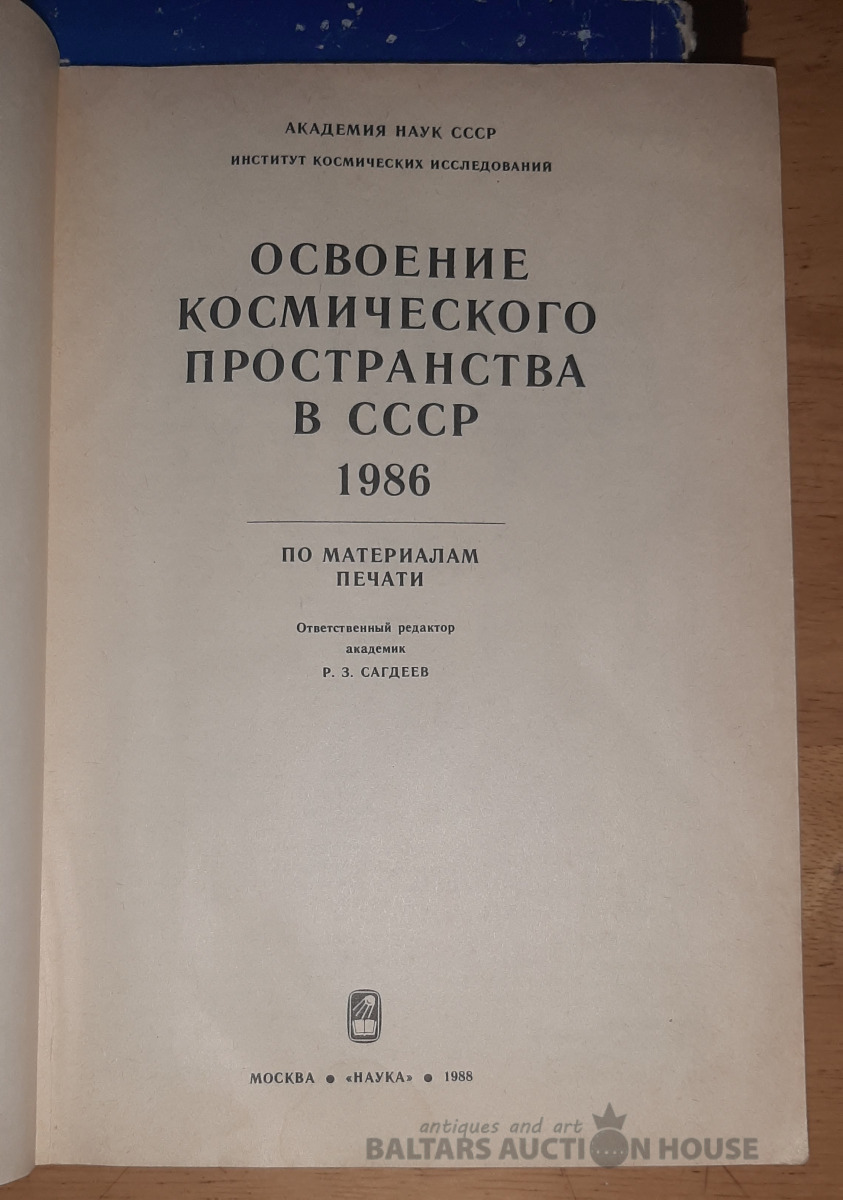 АКАДЕМИЯ НАУК СССР
ИНСТИТУТ КОСМИЧЕСКИХ ИССЛЕДОВАНИЙ
ОСВОЕНИЕ
КОСМИЧЕСКОГО
ПРОСТРАНСТВА
В СССР
1986
ПО МАТЕРИАЛАМ
ПЕЧАТИ
Ответственный редактор
академик
Р. З. САГДЕЕВ
МОСКВА ● «НАУКА» ● 1988
antiques and art
BALTARS AUCTION HOUSE